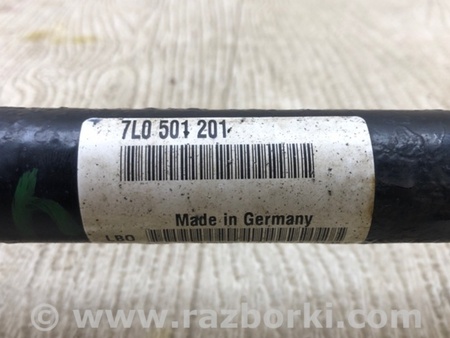 7L0 501 201
Made in Germany
LBO
© www.razborki.com